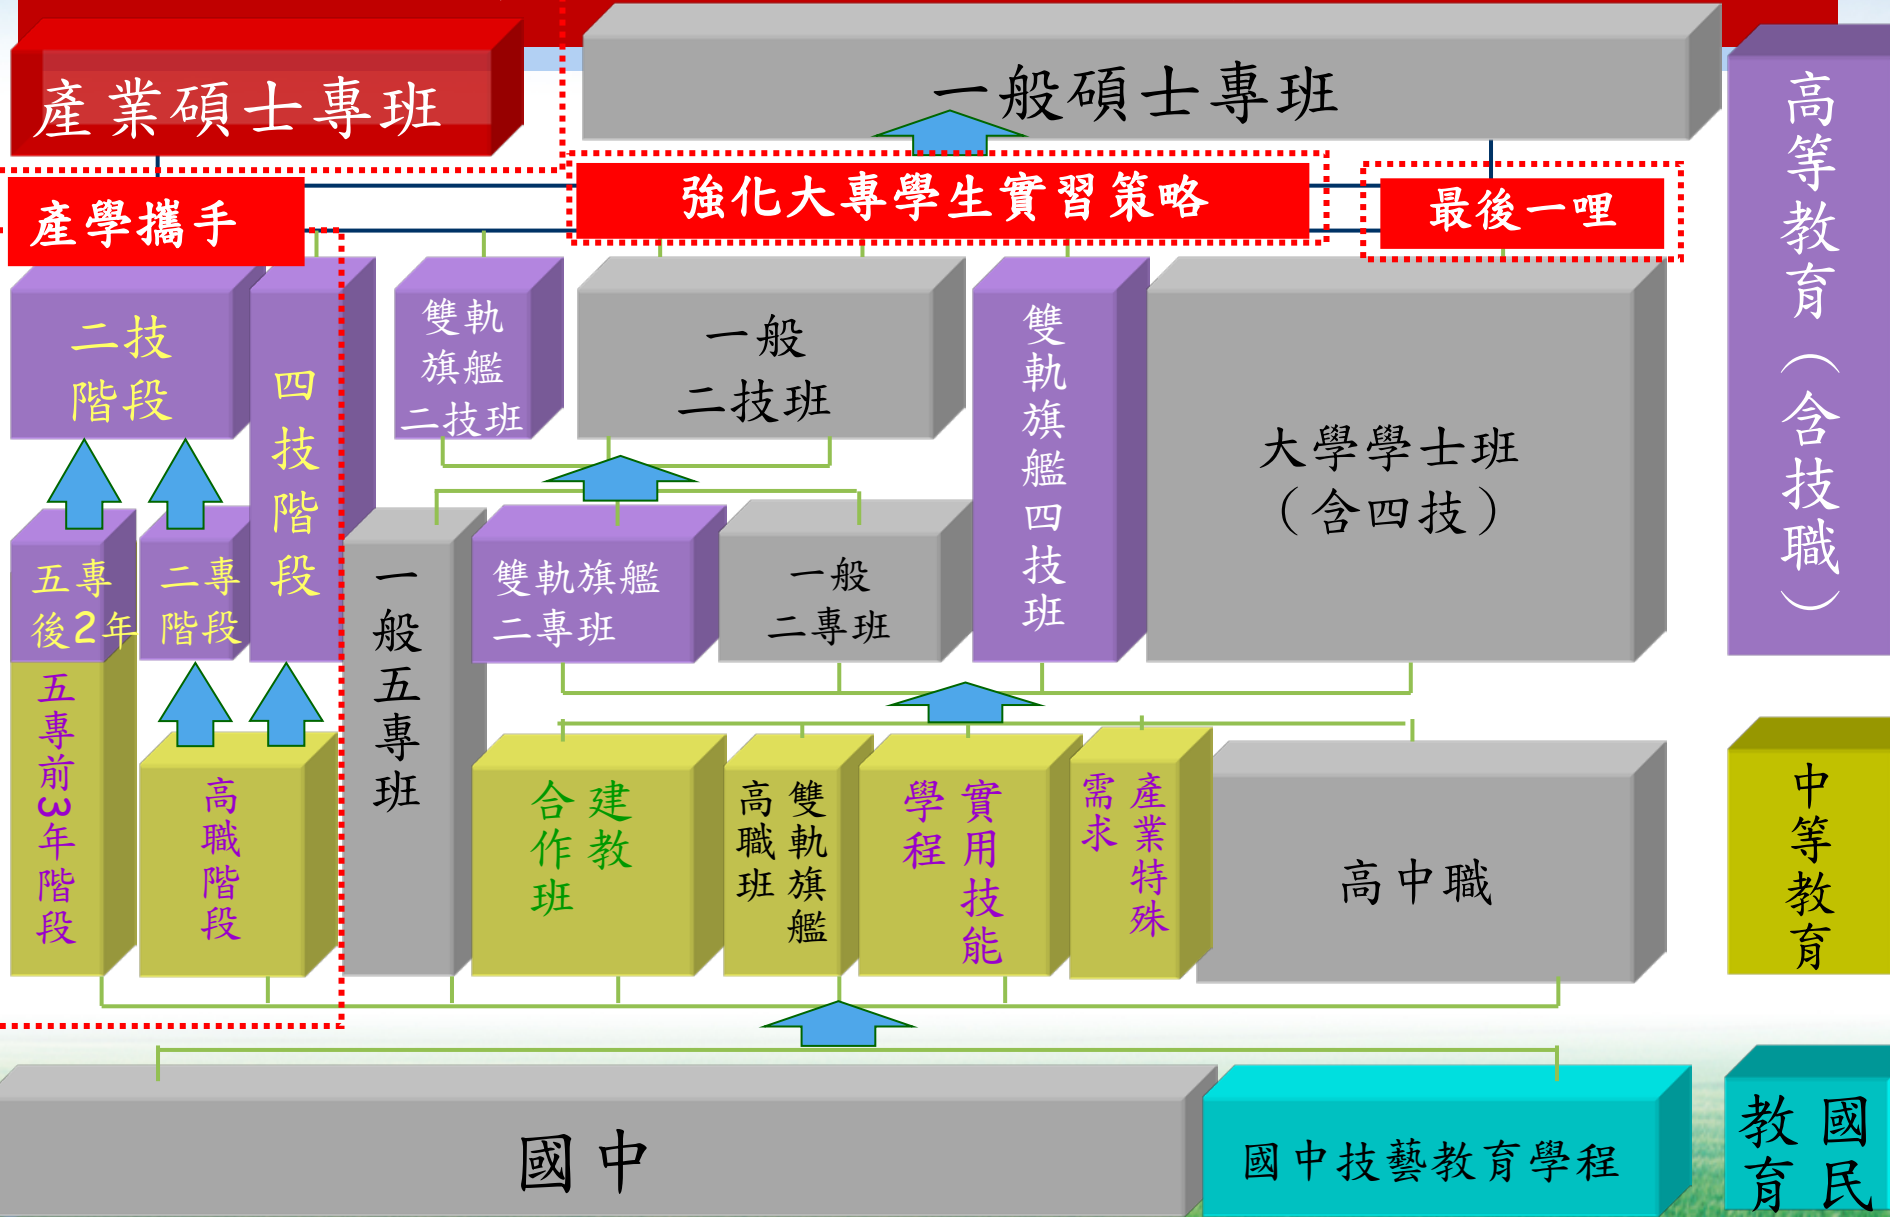 產業碩士專班
一般碩士專班
產學攜手
強化大專學生實習策略
最後一哩
二技
階段
四技階段
雙軌
旗艦
二技班
一般
二技班
雙軌旗艦四技班
大學學士班
（含四技）
五專
後2年
二專
階段
一般五專班
雙軌旗艦
二專班
一般
二專班
五專前3年階段
高職階段
建教
合作班
雙軌旗艦
高職班
實用技能
學程
產業特殊
需求
高中職
國中
國中技藝教育學程
高等教育（含技職）
中等教育
國民
教育